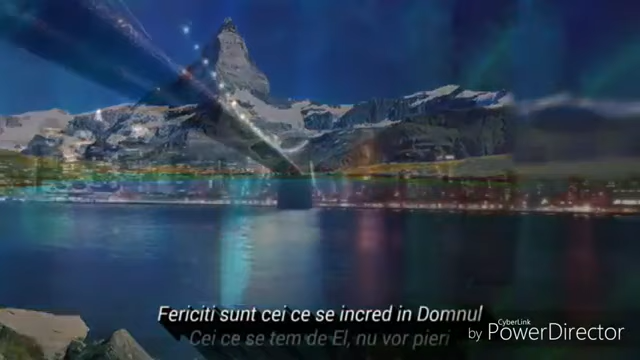 Fericiti sunt cei ce se incred in Domnul
Cei ce se tem de El, nu vor pieri
by CyberLink PowerDirector